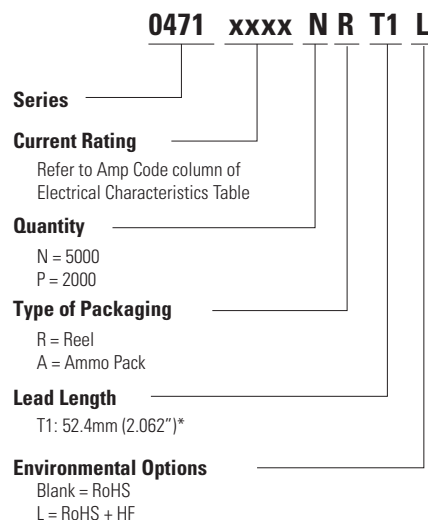 0471 xxxx N R T1 L
Series
Current Rating
Refer to Amp Code column of
Electrical Characteristics Table
Quantity
N = 5000
P = 2000
Type of Packaging
R = Reel
A = Ammo Pack
Lead Length
T1: 52.4mm (2.062″)*
Environmental Options
Blank = RoHS
L = RoHS + HF